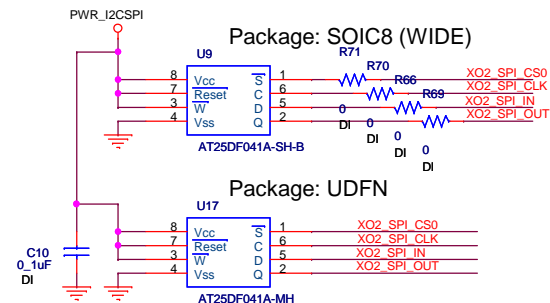 PWR_I2CSPI
Package: SOIC8 (WIDE)
U9
R71
R70
R66
R69
8 Vcc S 1 XO2_SPI_CS0
7 Reset C 6 XO2_SPI_CLK
3 W D 5 XO2_SPI_IN
4 Vss Q 2 XO2_SPI_OUT
0
DI
0
DI
0
DI
0
DI
AT25DF041A-SH-B
Package: UDFN
U17
8 Vcc S 1 XO2_SPI_CS0
7 Reset C 6 XO2_SPI_CLK
3 W D 5 XO2_SPI_IN
4 Vss Q 2 XO2_SPI_OUT
C10
0_1uF
DI
AT25DF041A-MH